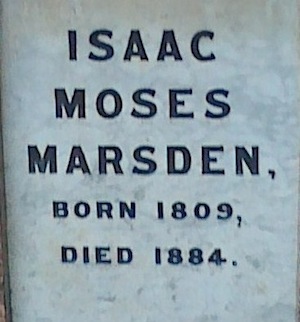 ISAAC
MOSES
MARSDEN,
BORN 1809,
DIED 1884.